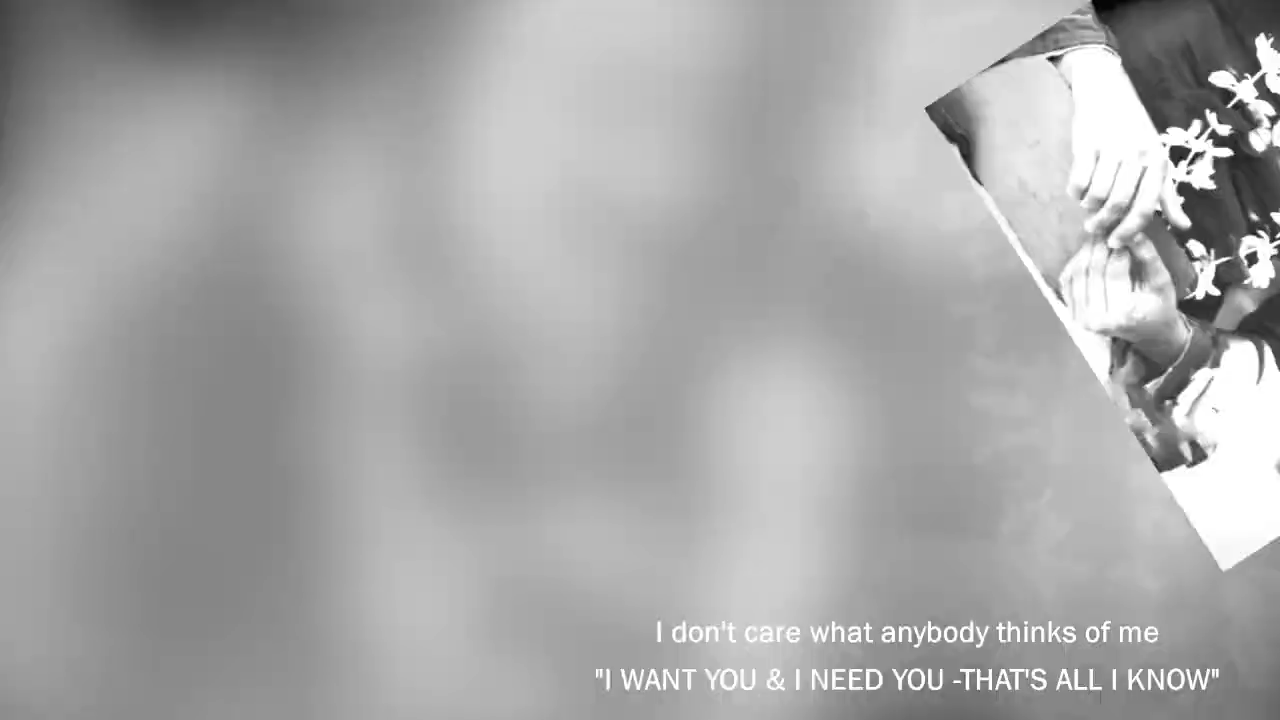 I don't care what anybody thinks of me
"I WANT YOU & I NEED YOU -THAT'S ALL I KNOW"